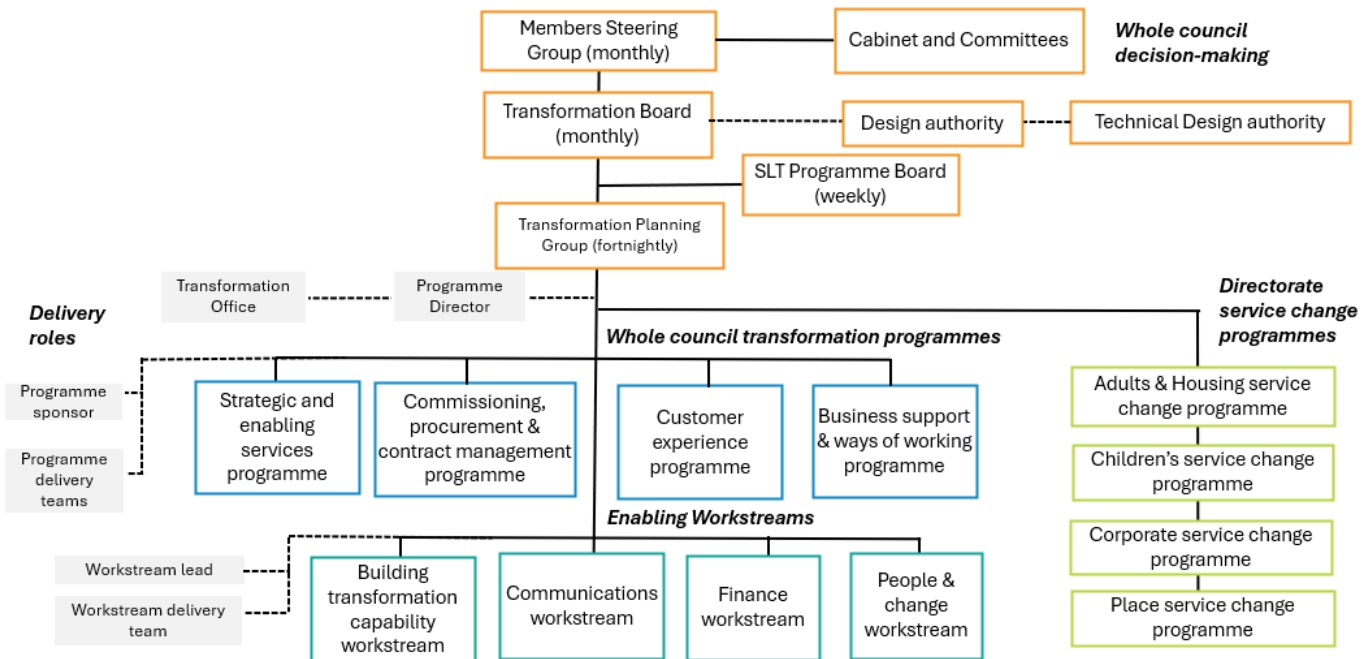 Members Steering
Group (monthly)
Cabinet and Committees
Whole council
decision-making
Transformation Board
(monthly)
Design authority
Technical Design authority
SLT Programme Board
(weekly)
Transformation Planning
Group (fortnightly)
Transformation
Office
Programme
Director
Delivery
roles
Directorate
service change
programmes
Whole council transformation programmes
Programme
sponsor
Programme
delivery
teams
Strategic and
enabling
services
programme
Commissioning,
procurement &
contract management
programme
Customer
experience
programme
Business support
& ways of working
programme
Adults & Housing service
change programme
Children's service change
programme
Corporate service change
programme
Place service change
programme
Enabling Workstreams
Workstream lead
Workstream delivery
team
Building
transformation
capability
workstream
Communications
workstream
Finance
workstream
People &
change
workstream